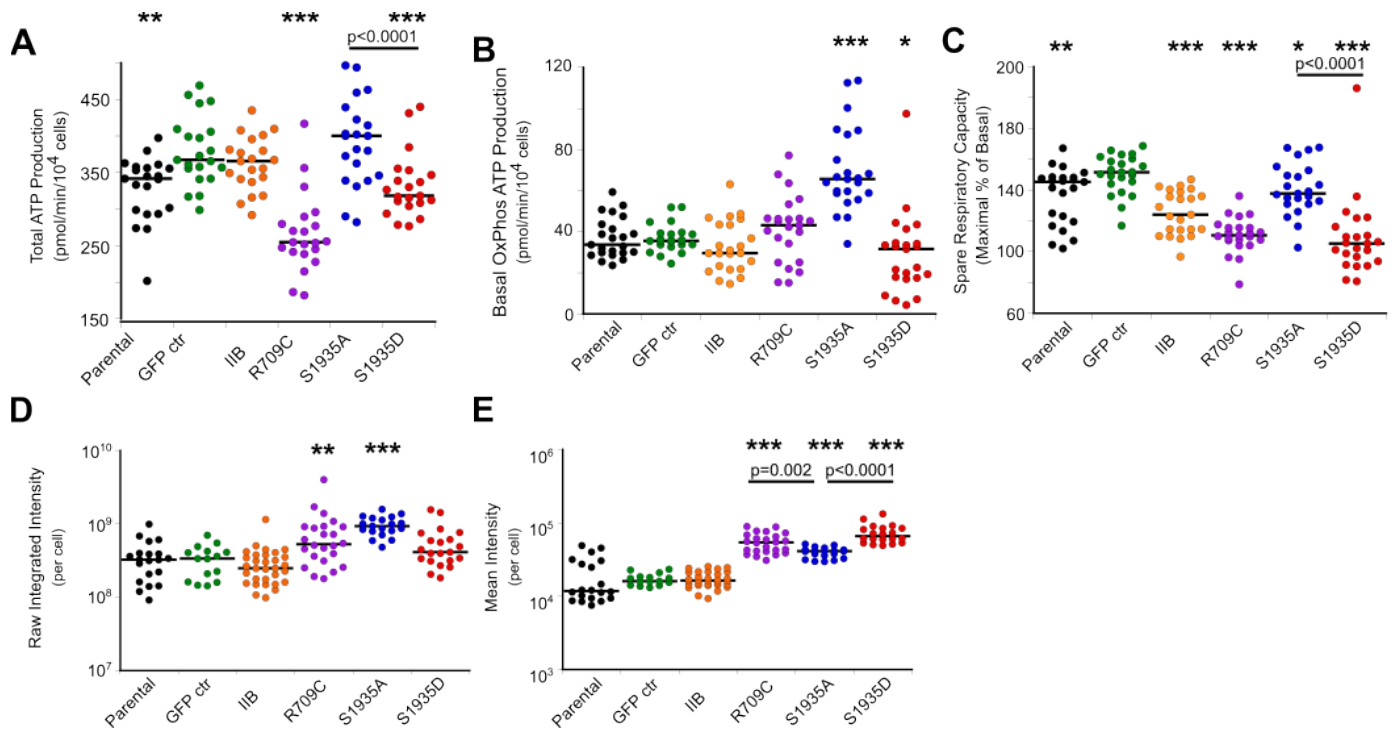 A
** *** ***
p<0.0001
Total ATP Production
(pmol/min/10⁴ cells)
450
350
250
150
Parental
GFP ctr
IIB
R709C
S1935A
S1935D
B
*** *
Basal OxPhos ATP Production
(pmol/min/10⁴ cells)
120
80
40
0
Parental
GFP ctr
IIB
R709C
S1935A
S1935D
C
** *** *** * ***
p<0.0001
Spare Respiratory Capacity
(Maximal % of Basal)
200
180
140
100
60
Parental
GFP ctr
IIB
R709C
S1935A
S1935D
D
** ***
Raw Integrated Intensity
(per cell)
10¹⁰
10⁹
10⁸
10⁷
Parental
GFP ctr
IIB
R709C
S1935A
S1935D
E
*** *** ***
p=0.002 p<0.0001
Mean Intensity
(per cell)
10⁶
10⁵
10⁴
10³
Parental
GFP ctr
IIB
R709C
S1935A
S1935D